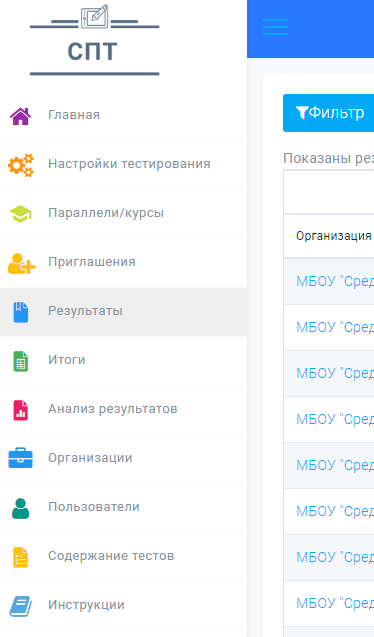 СПТ
Главная
Настройки тестирования
Параллели/курсы
Приглашения
Результаты
Итоги
Анализ результатов
Организации
Пользователи
Содержание тестов
Инструкции
Фильтр
Показаны рез
Организация
МБОУ "Сред
МБОУ "Сред
МБОУ "Сред
МБОУ "Сред
МБОУ "Сред
МБОУ "Сред
МБОУ "Сред
МБОУ "Сред